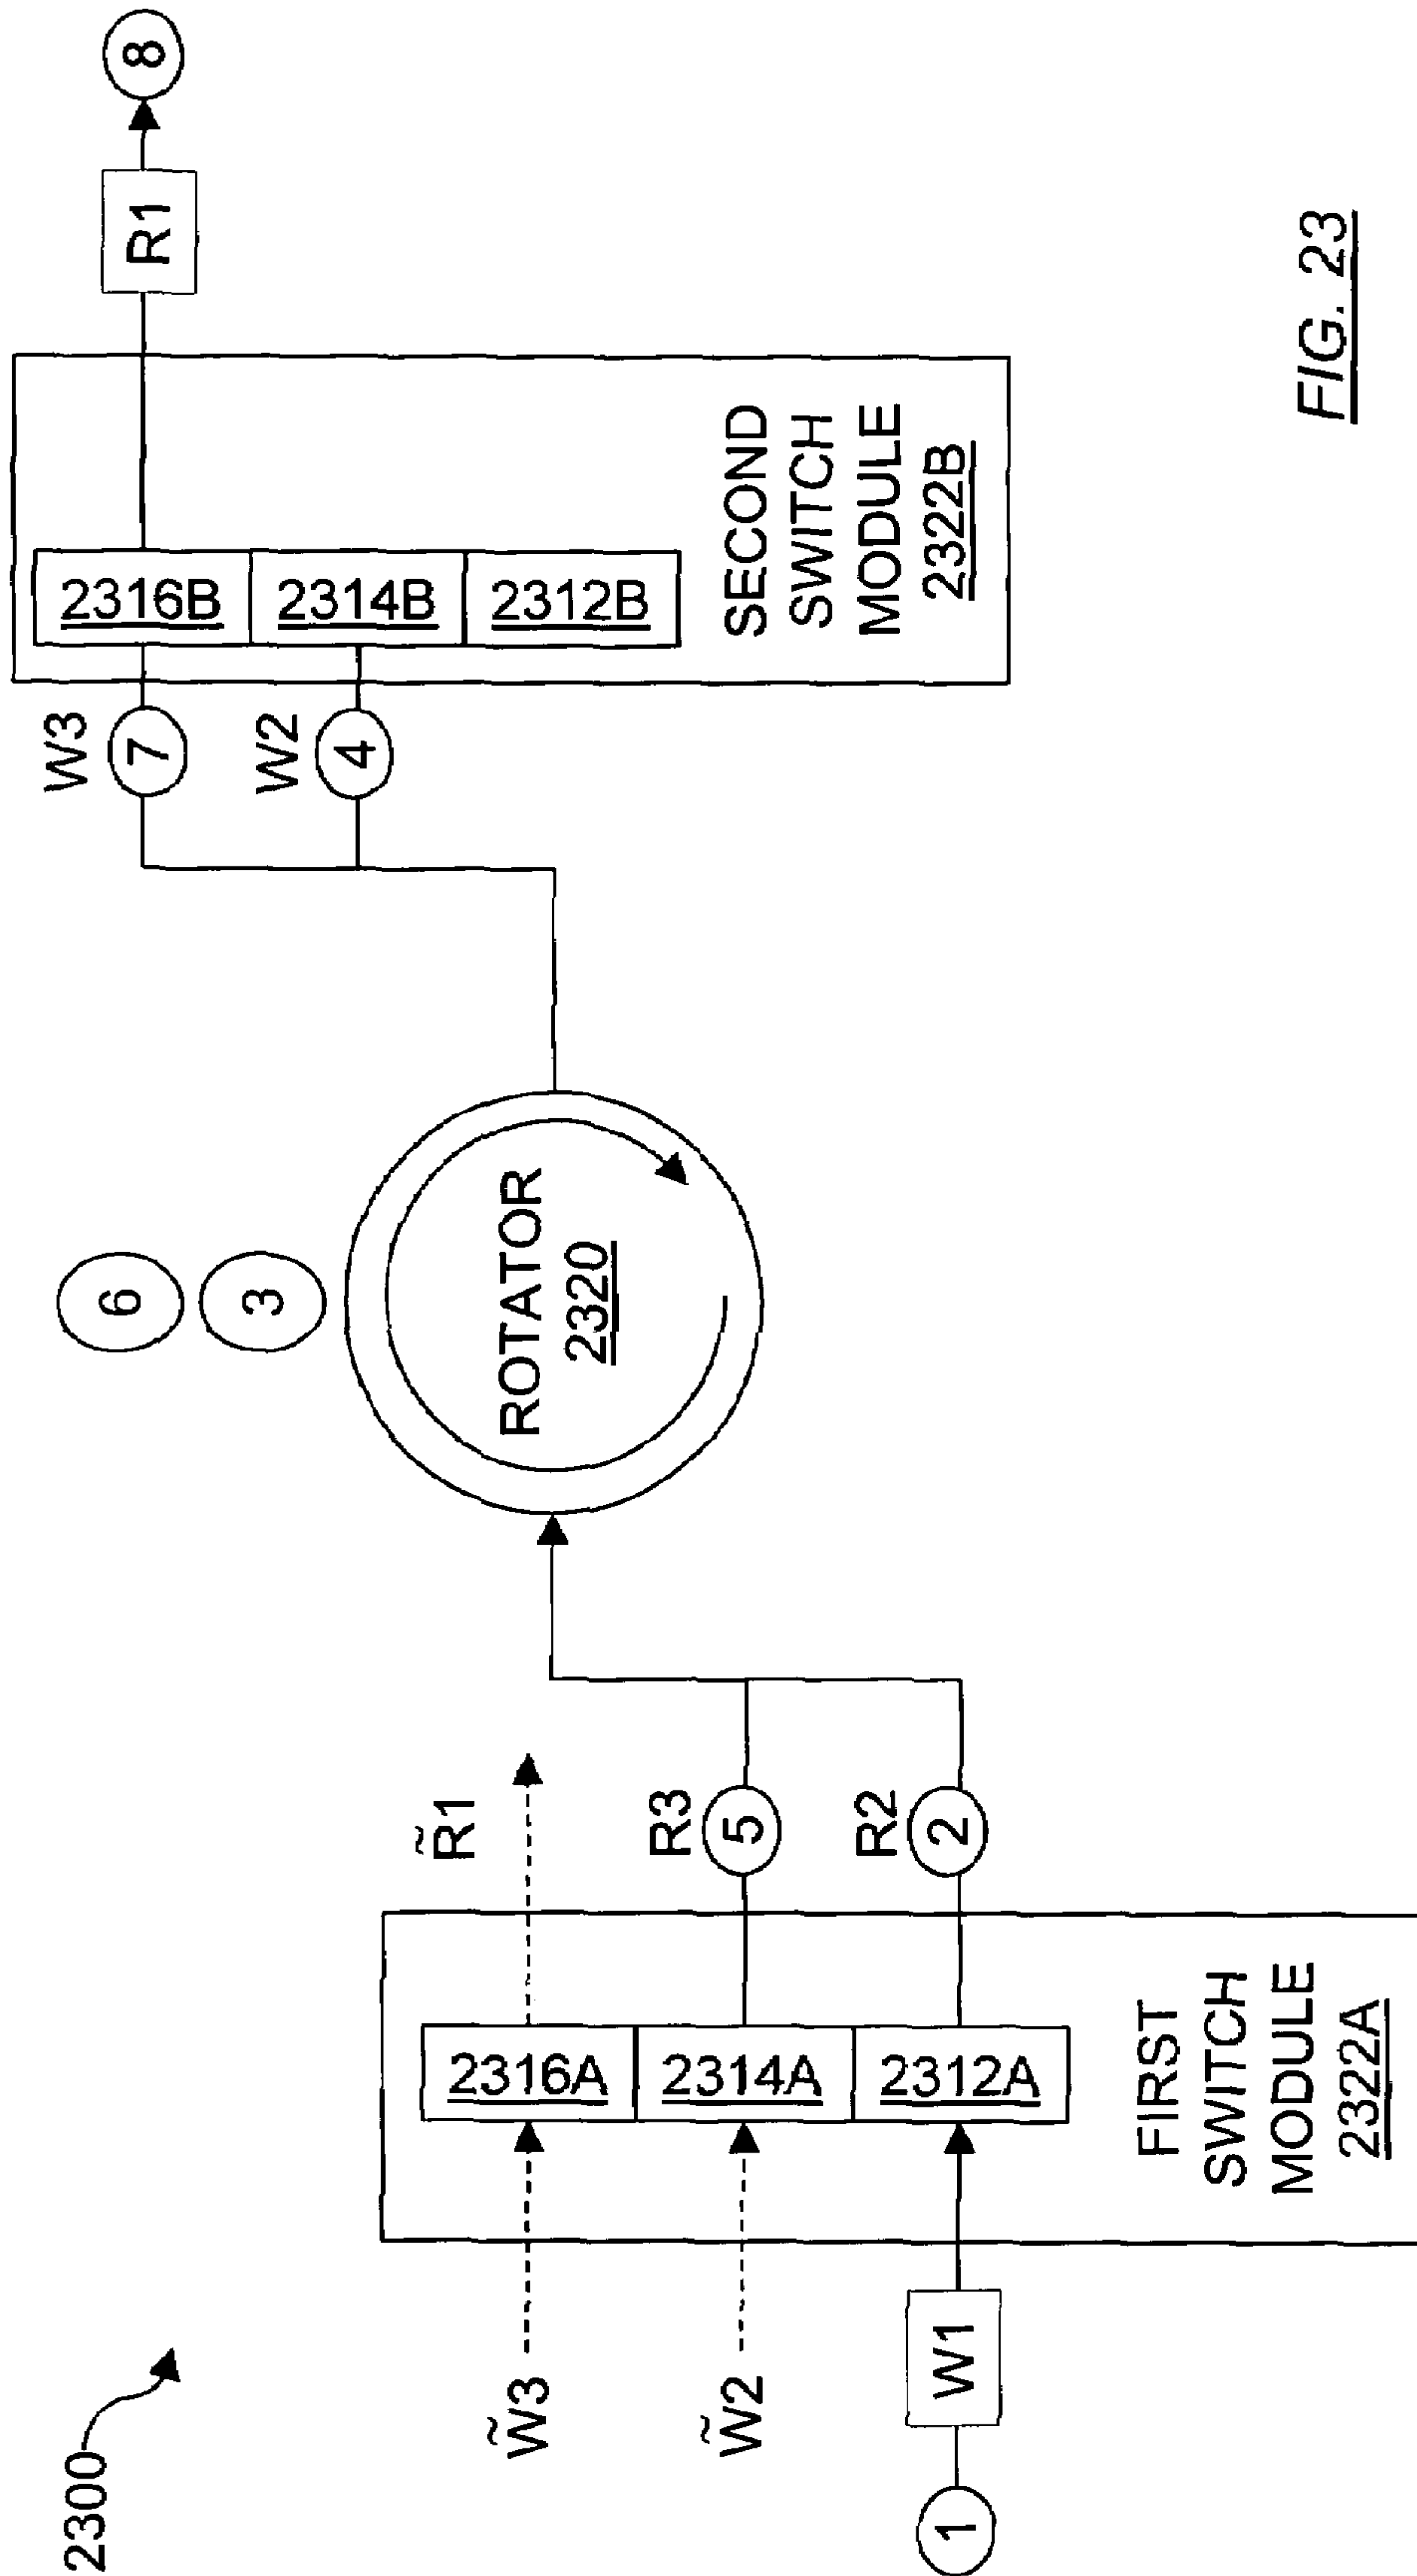 2300
W̃3
W̃2
1
W1
2316A
2314A
2312A
FIRST
SWITCH
MODULE
2322A
R̃1
R3
5
R2
2
6
3
ROTATOR
2320
W3
7
W2
4
2316B
2314B
2312B
SECOND
SWITCH
MODULE
2322B
R1
8
FIG. 23